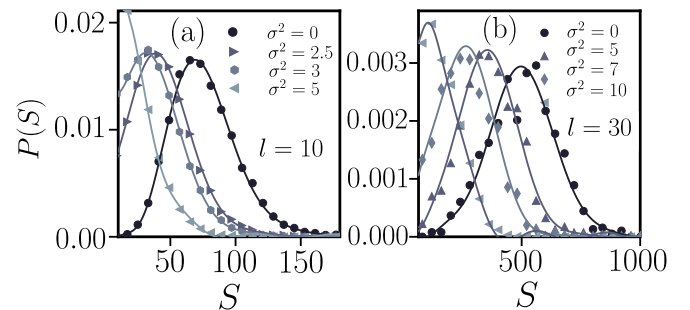 (a)
σ² = 0
σ² = 2.5
σ² = 3
σ² = 5
l = 10
P(S)
0.02
0.01
0.00
50 100 150
S
(b)
σ² = 0
σ² = 5
σ² = 7
σ² = 10
l = 30
0.003
0.002
0.001
0.000
500 1000
S